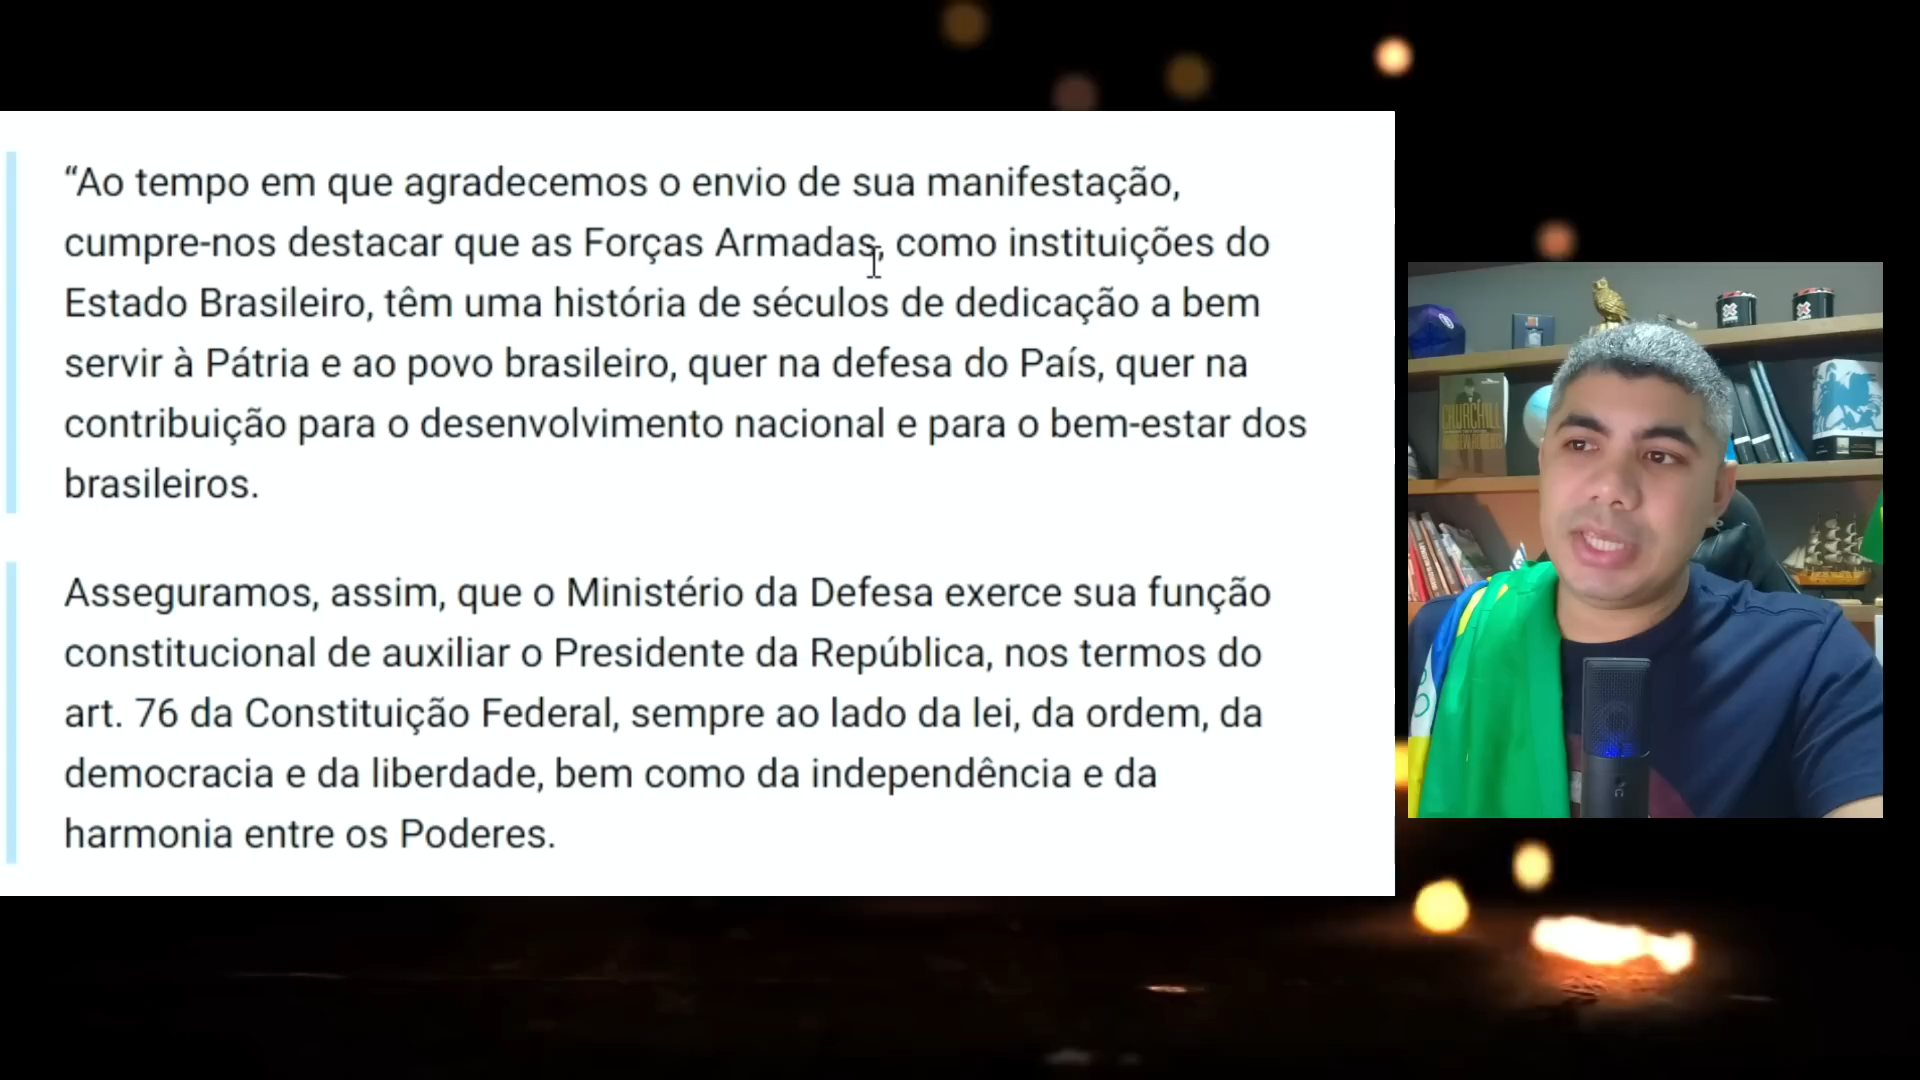 “Ao tempo em que agradecemos o envio de sua manifestação,
cumpre-nos destacar que as Forças Armadas, como instituições do
Estado Brasileiro, têm uma história de séculos de dedicação a bem
servir à Pátria e ao povo brasileiro, quer na defesa do País, quer na
contribuição para o desenvolvimento nacional e para o bem-estar dos
brasileiros.
Asseguramos, assim, que o Ministério da Defesa exerce sua função
constitucional de auxiliar o Presidente da República, nos termos do
art. 76 da Constituição Federal, sempre ao lado da lei, da ordem, da
democracia e da liberdade, bem como da independência e da
harmonia entre os Poderes.
CHURCHILL